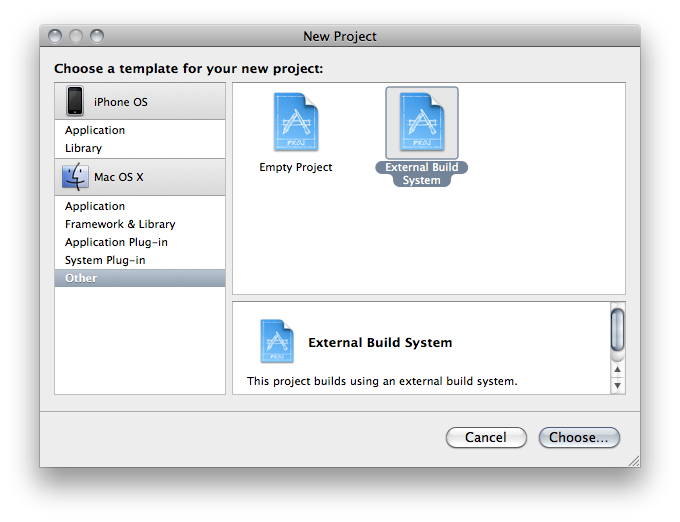 New Project
Choose a template for your new project:
iPhone OS
Application
Library
Mac OS X
Application
Framework & Library
Application Plug-in
System Plug-in
Other
PROJ
Empty Project
PROJ
External Build
System
PROJ
External Build System
This project builds using an external build system.
Cancel
Choose...